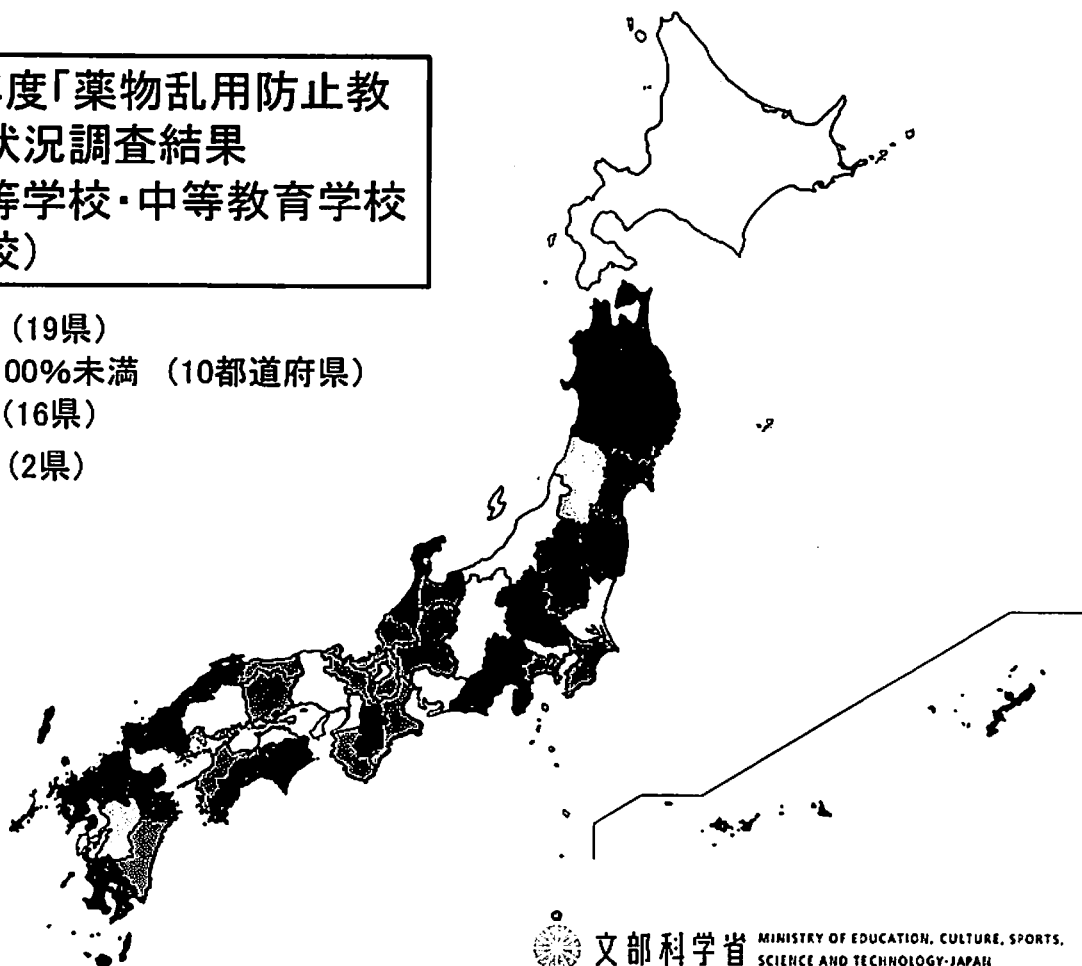 度「薬物乱用防止教
状況調査結果
等学校・中等教育学校
校)
(19県)
00%未満 (10都道府県)
(16県)
(2県)
文部科学省 MINISTRY OF EDUCATION, CULTURE, SPORTS,
SCIENCE AND TECHNOLOGY-JAPAN